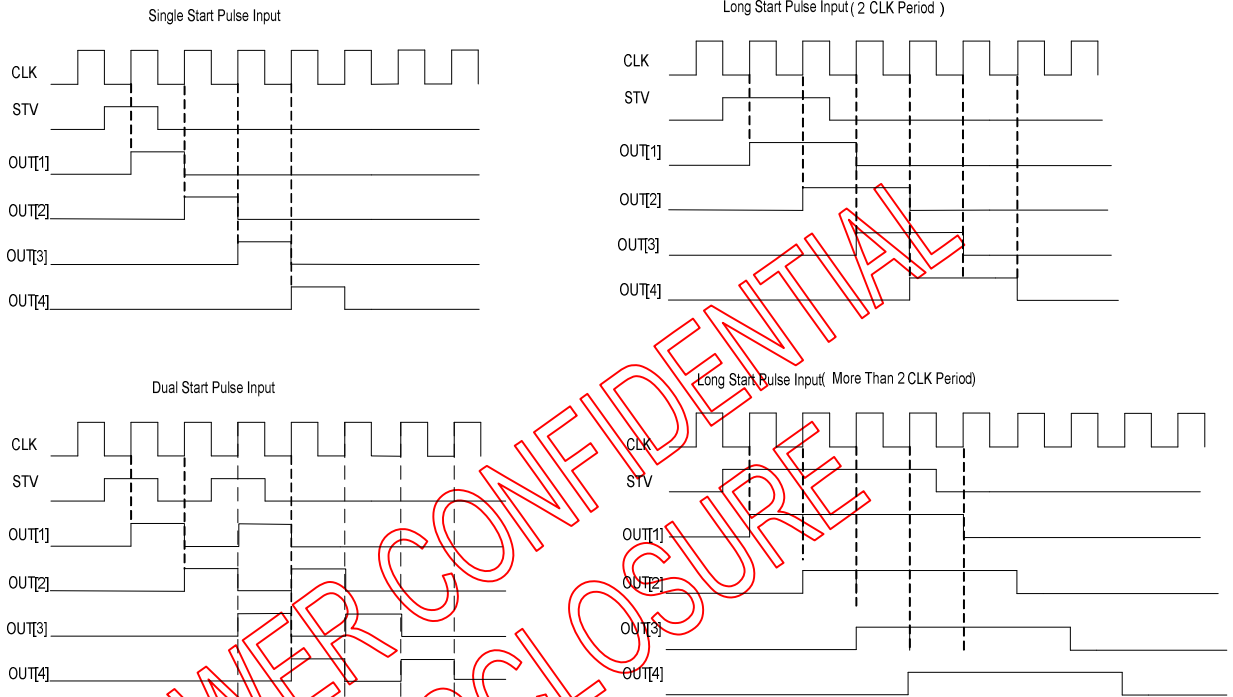 Single Start Pulse Input
CLK
STV
OUT[1]
OUT[2]
OUT[3]
OUT[4]
Long Start Pulse Input ( 2 CLK Period )
CLK
STV
OUT[1]
OUT[2]
OUT[3]
OUT[4]
Dual Start Pulse Input
CLK
STV
OUT[1]
OUT[2]
OUT[3]
OUT[4]
Long Start Pulse Input( More Than 2 CLK Period)
CLK
STV
OUT[1]
OUT[2]
OUT[3]
OUT[4]
CONFIDENTIAL